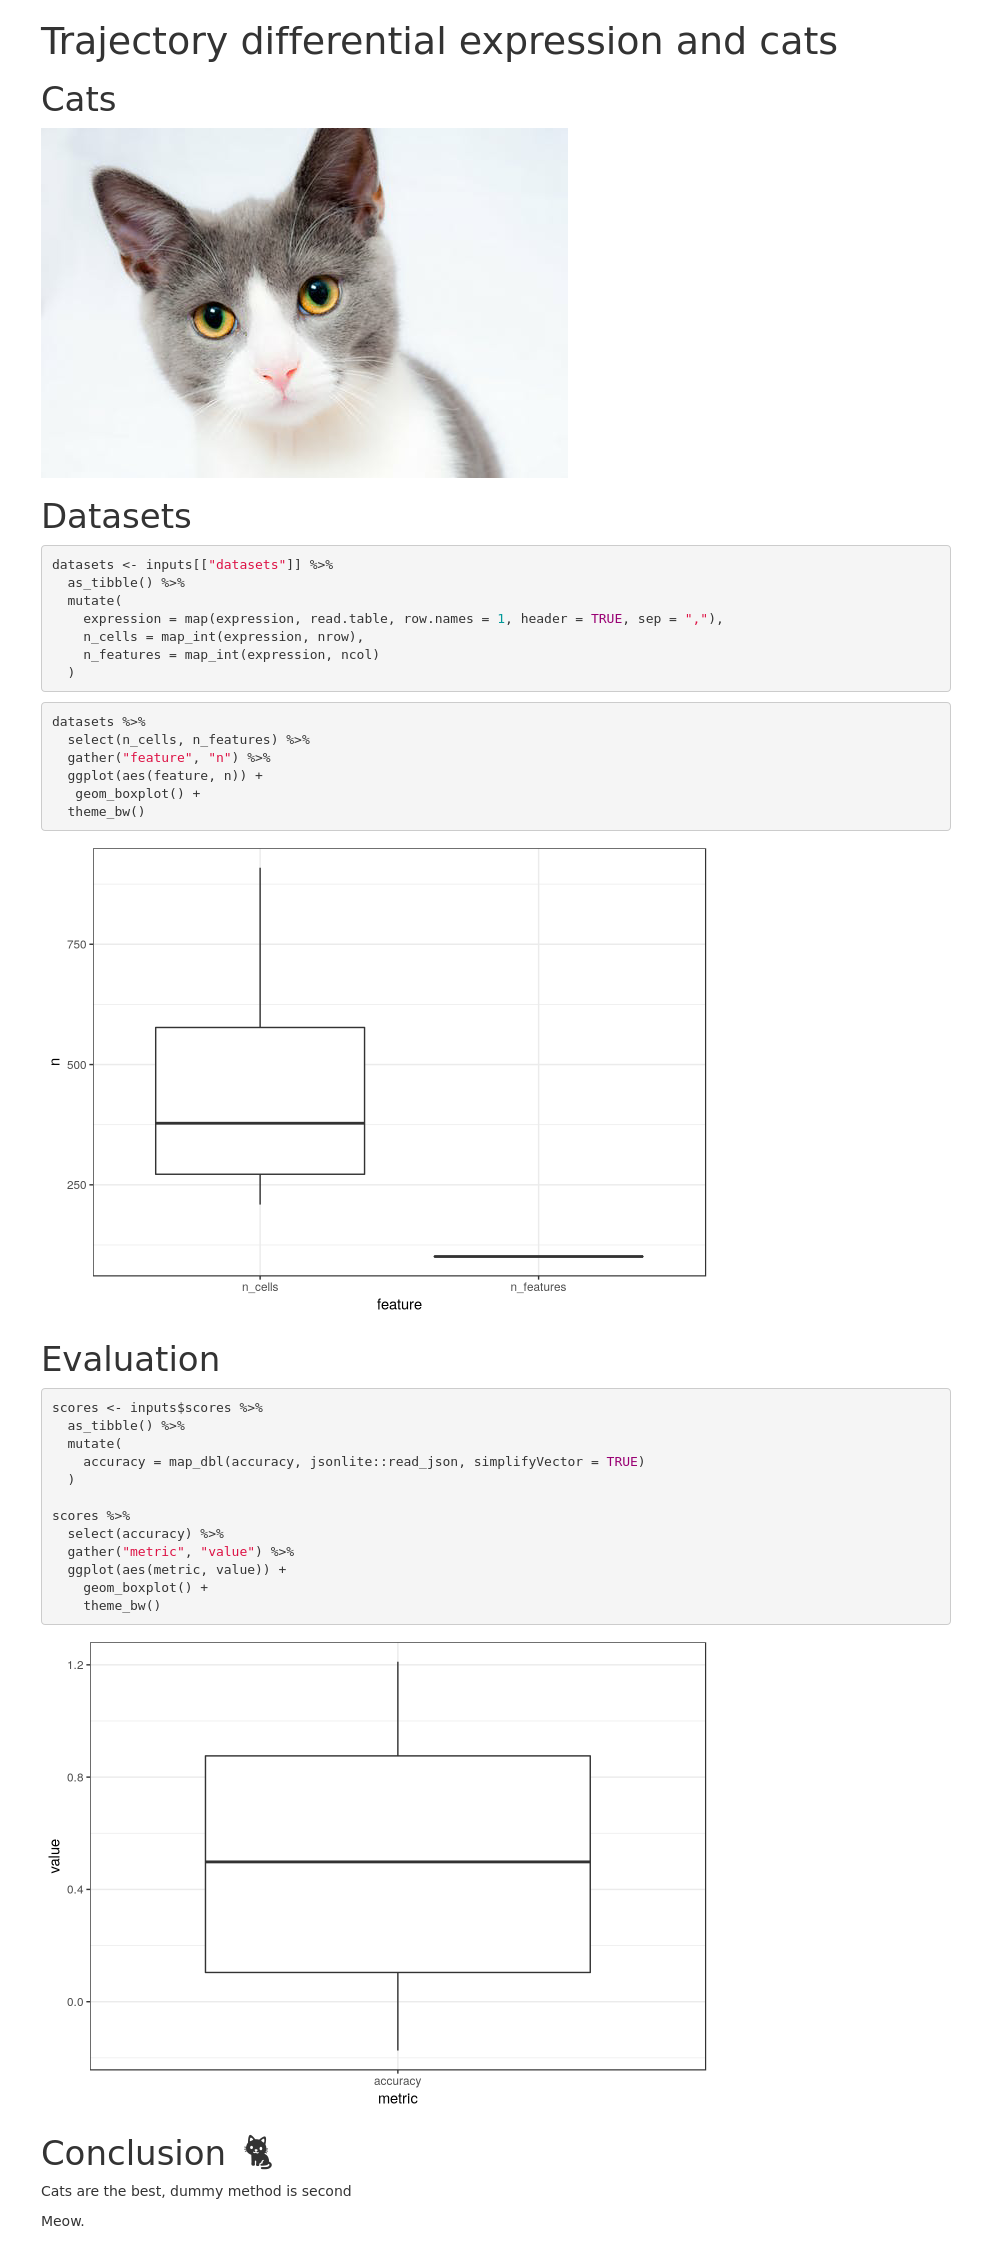 Trajectory differential expression and cats
Cats
Datasets
datasets <- inputs[["datasets"]] %>%
  as_tibble() %>%
  mutate(
    expression = map(expression, read.table, row.names = 1, header = TRUE, sep = ","),
    n_cells = map_int(expression, nrow),
    n_features = map_int(expression, ncol)
  )
datasets %>%
  select(n_cells, n_features) %>%
  gather("feature", "n") %>%
  ggplot(aes(feature, n)) +
   geom_boxplot() +
  theme_bw()
750
500
250
n
n_cells n_features
feature
Evaluation
scores <- inputs$scores %>%
  as_tibble() %>%
  mutate(
    accuracy = map_dbl(accuracy, jsonlite::read_json, simplifyVector = TRUE)
  )
scores %>%
  select(accuracy) %>%
  gather("metric", "value") %>%
  ggplot(aes(metric, value)) +
    geom_boxplot() +
    theme_bw()
1.2
0.8
0.4
0.0
value
accuracy
metric
Conclusion 🐈
Cats are the best, dummy method is second
Meow.